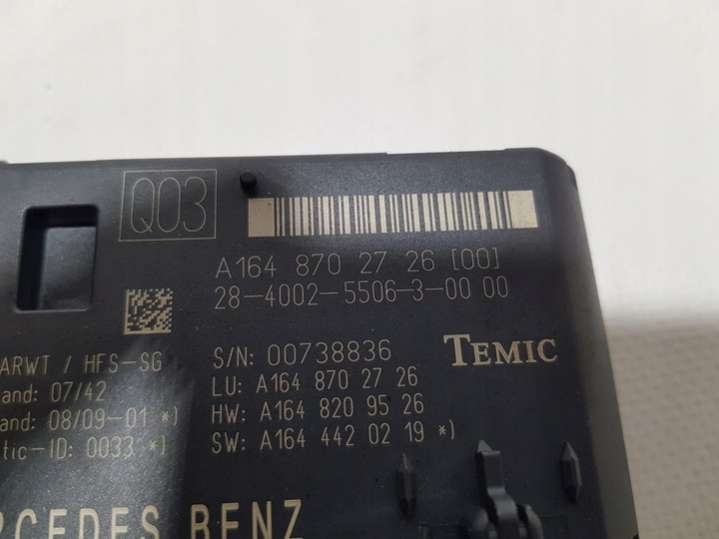 Q03
A164 870 2726 [00]
28-4002-5506-3-00 00
ARWT / HFS-SG
and: 07/42
and: 08/09-01 *)
tic-ID: 0033 *)
S/N: 00738836
LU: A164 870 27 26
HW: A164 820 95 26
SW: A164 442 02 19 *)
TEMIC
RCEDES BENZ